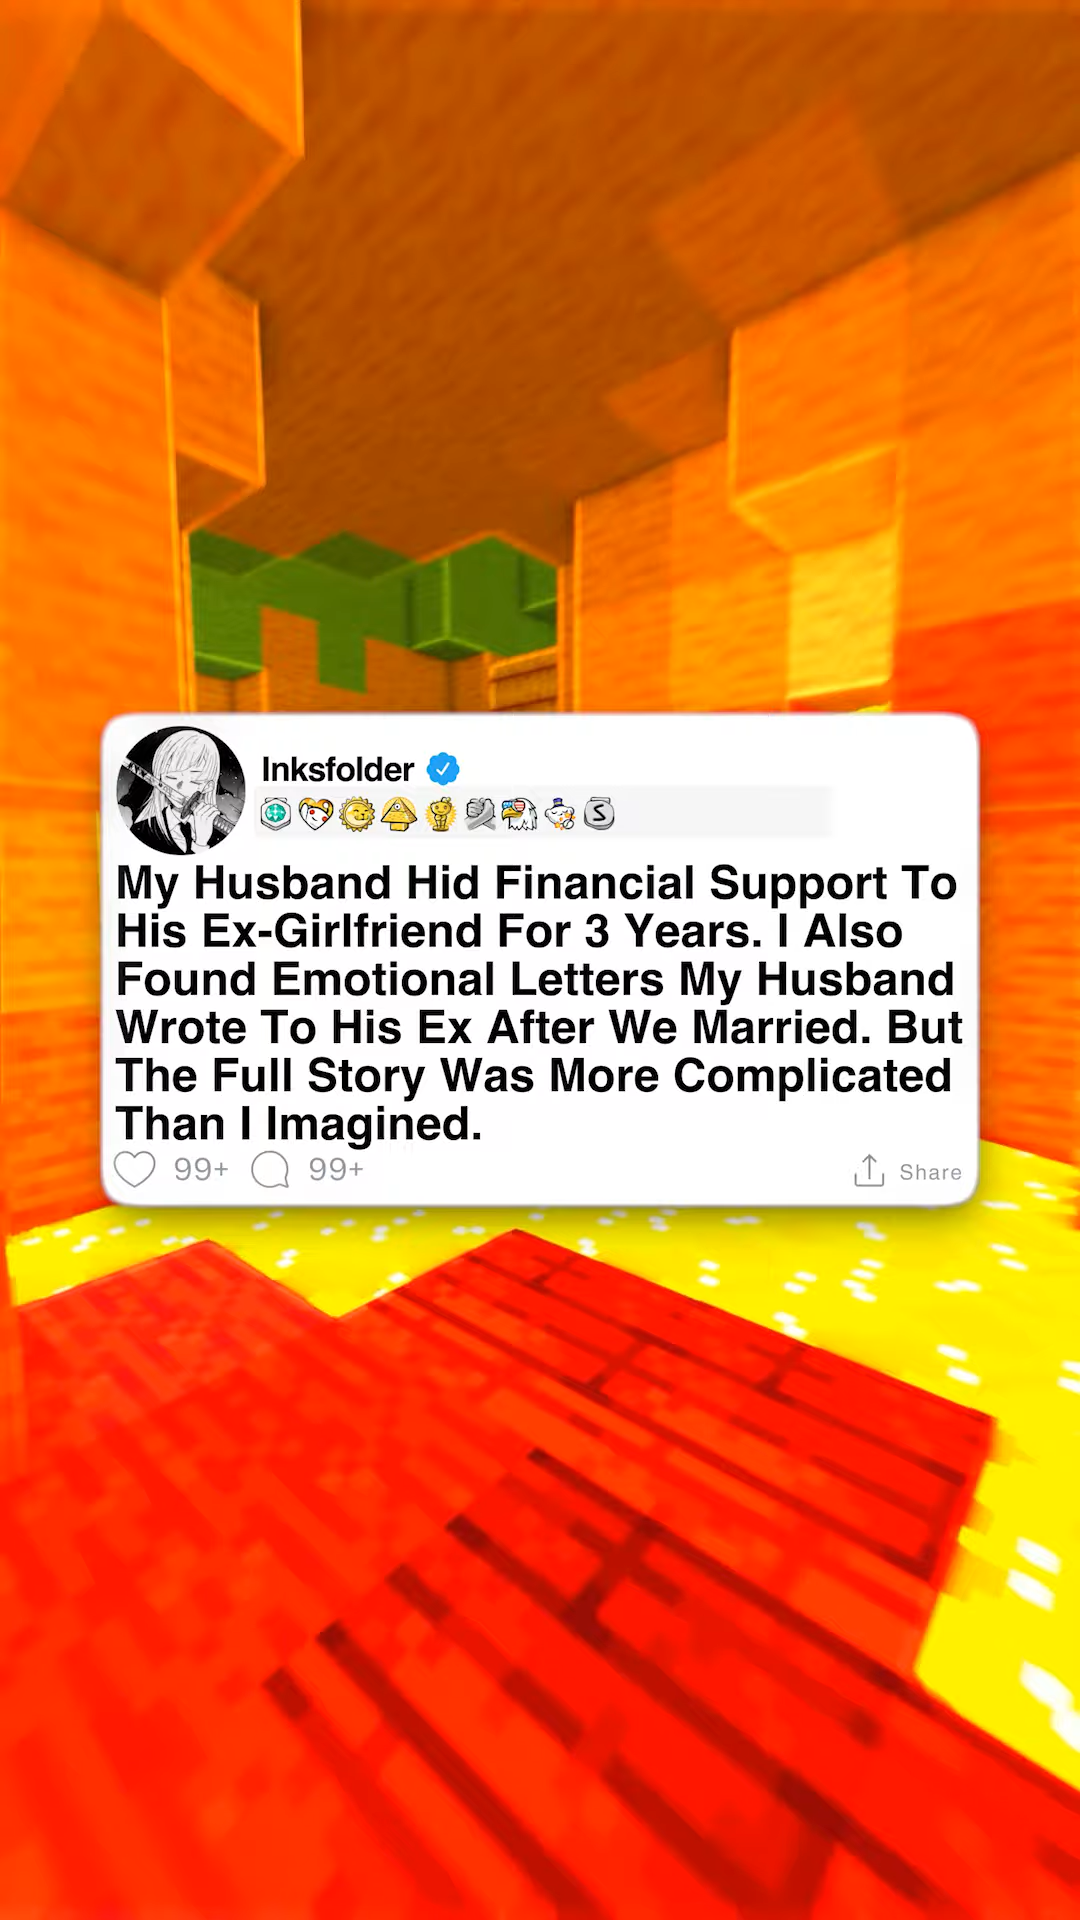 Inksfolder
My Husband Hid Financial Support To
His Ex-Girlfriend For 3 Years. I Also
Found Emotional Letters My Husband
Wrote To His Ex After We Married. But
The Full Story Was More Complicated
Than I Imagined.
99+ 99+ Share